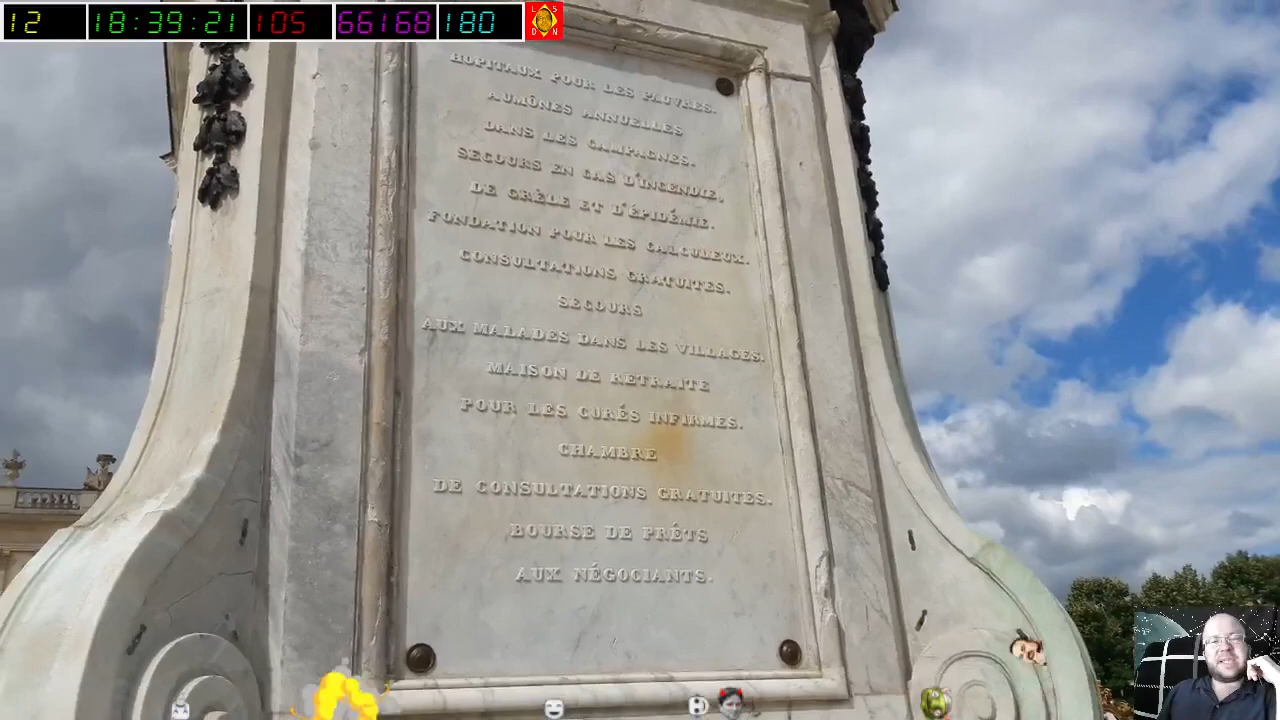 12 18:39:21 105 66168 180 L S D N
HOPITAUX POUR LES PAUVRES.
AUMÔNES ANNUELLES
DANS LES CAMPAGNES.
SECOURS EN CAS D'INCENDIE,
DE GRÈLE ET D'ÉPIDÉMIE.
FONDATION POUR LES CALCULEUX.
CONSULTATIONS GRATUITES.
SECOURS
AUX MALADES DANS LES VILLAGES.
MAISON DE RETRAITE
POUR LES CURÉS INFIRMES.
CHAMBRE
DE CONSULTATIONS GRATUITES.
BOURSE DE PRÊTS
AUX NÉGOCIANTS.